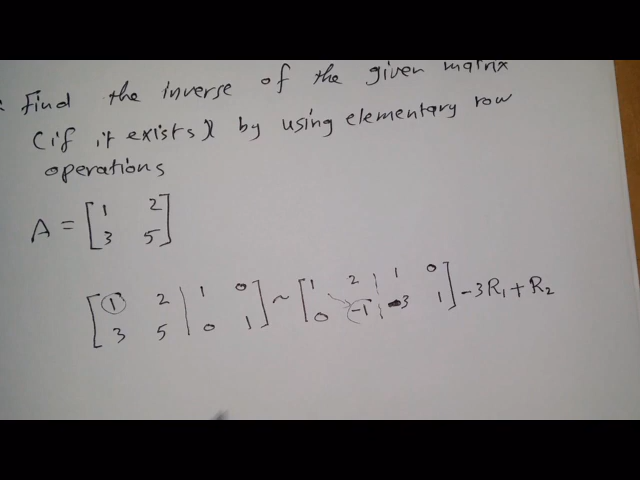 : Find the inverse of the given matrix
(if it exists) by using elementary row
operations
A = [1 2
3 5]
[1 2 | 1 0
3 5 | 0 1] ~ [1 2 | 1 0
0 -1 | -3 1] -3R₁ + R₂